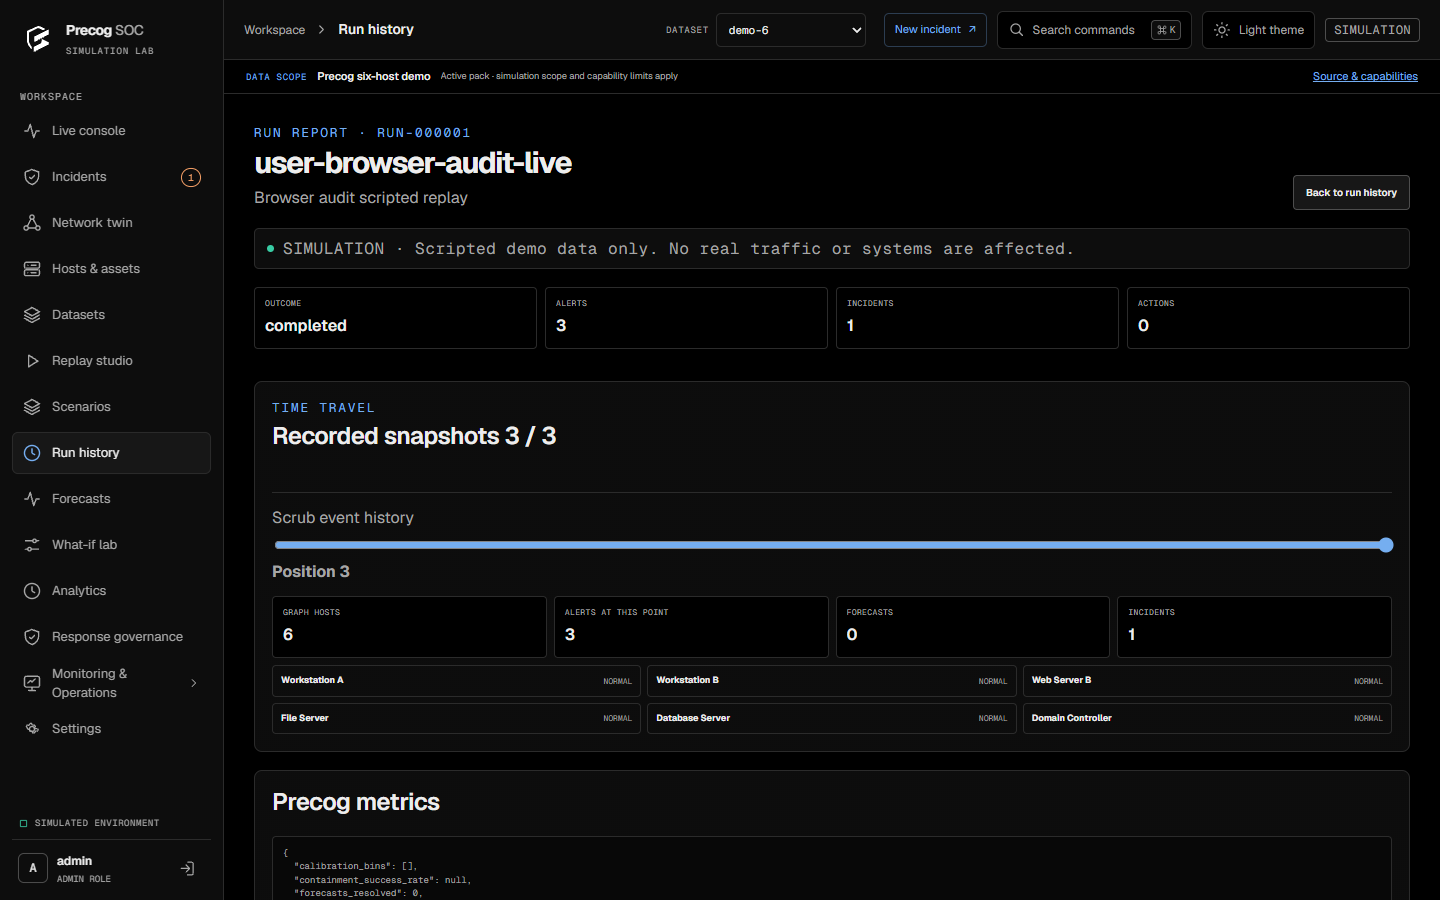 Precog SOC
SIMULATION LAB
WORKSPACE
Live console
Incidents
1
Network twin
Hosts & assets
Datasets
Replay studio
Scenarios
Run history
Forecasts
What-if lab
Analytics
Response governance
Monitoring &
Operations
Settings
SIMULATED ENVIRONMENT
A
admin
ADMIN ROLE
Workspace > Run history
DATASET
demo-6
New incident ↗
Search commands
⌘ K
Light theme
SIMULATION
DATA SCOPE Precog six-host demo Active pack · simulation scope and capability limits apply
Source & capabilities
RUN REPORT · RUN-000001
user-browser-audit-live
Browser audit scripted replay
Back to run history
SIMULATION · Scripted demo data only. No real traffic or systems are affected.
OUTCOME
completed
ALERTS
3
INCIDENTS
1
ACTIONS
0
TIME TRAVEL
Recorded snapshots 3 / 3
Scrub event history
Position 3
GRAPH HOSTS
6
ALERTS AT THIS POINT
3
FORECASTS
0
INCIDENTS
1
Workstation A NORMAL
Workstation B NORMAL
Web Server B NORMAL
File Server NORMAL
Database Server NORMAL
Domain Controller NORMAL
Precog metrics
{
"calibration_bins": [],
"containment_success_rate": null,
"forecasts_resolved": 0,